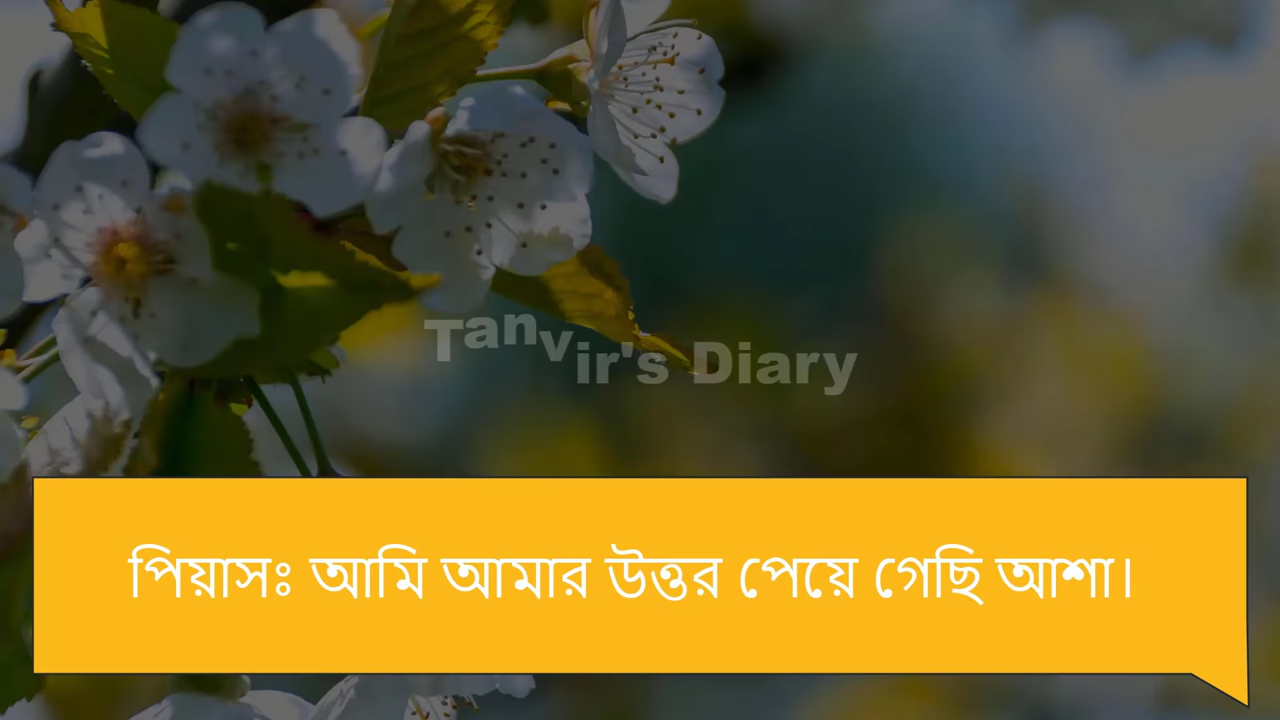 Tanvir's Diary
পিয়াসঃ আমি আমার উত্তর পেয়ে গেছি আশা।